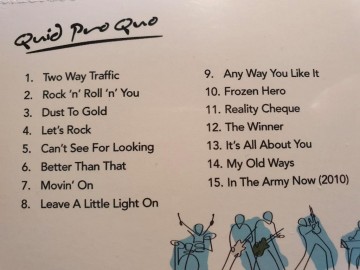 Quid Pro Quo
1. Two Way Traffic
2. Rock 'n' Roll 'n' You
3. Dust To Gold
4. Let's Rock
5. Can't See For Looking
6. Better Than That
7. Movin' On
8. Leave A Little Light On
9. Any Way You Like It
10. Frozen Hero
11. Reality Cheque
12. The Winner
13. It's All About You
14. My Old Ways
15. In The Army Now (2010)